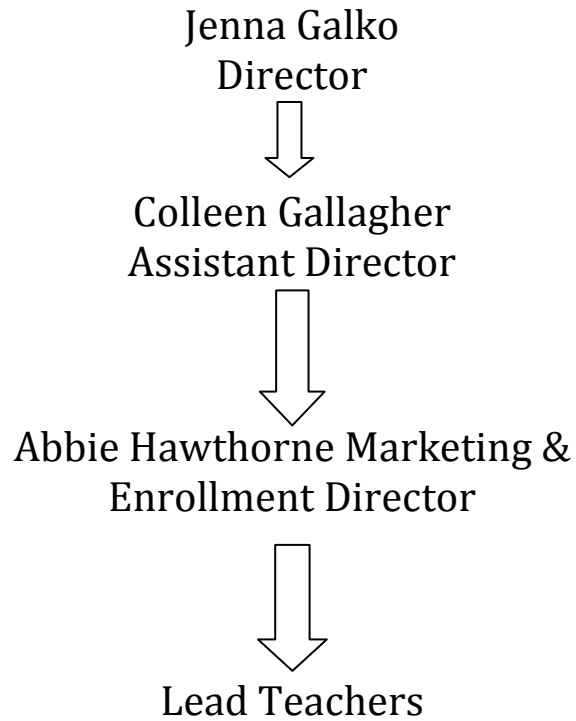 Jenna Galko
Director
Colleen Gallagher
Assistant Director
Abbie Hawthorne Marketing &
Enrollment Director
Lead Teachers